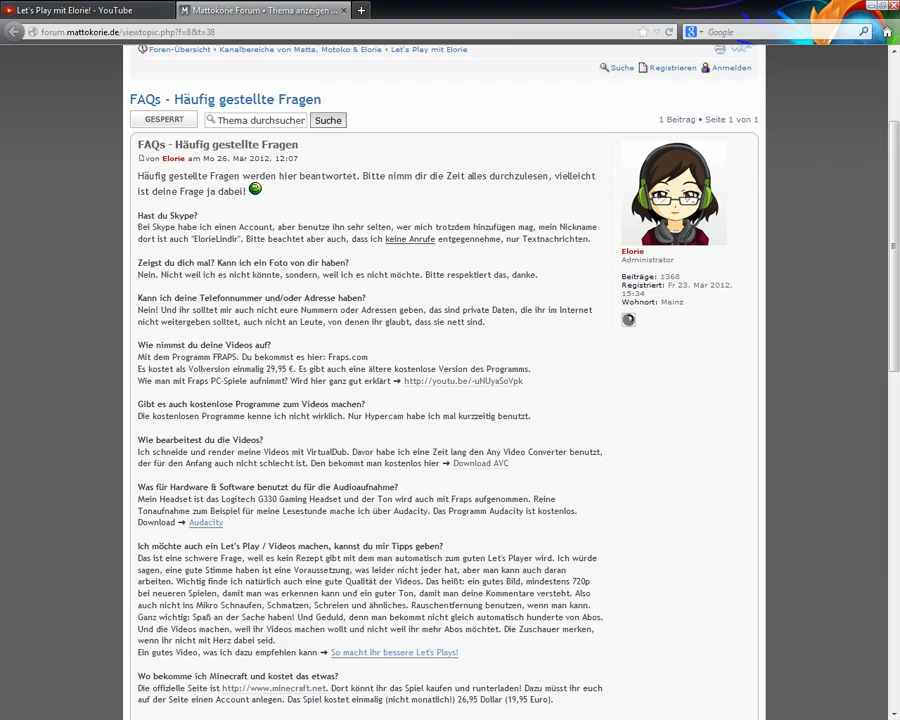 Let's Play mit Elorie! - YouTube
Mattokorie Forum • Thema anzeigen ...
forum.mattokorie.de/viewtopic.php?f=8&t=38
Google
Foren-Übersicht ‹ Kanalbereiche von Matta, Motoko & Elorie ‹ Let's Play mit Elorie
Suche Registrieren Anmelden
FAQs - Häufig gestellte Fragen
GESPERRT Thema durchsuchen Suche
1 Beitrag • Seite 1 von 1
FAQs - Häufig gestellte Fragen
von Elorie am Mo 26. Mär 2012, 12:07
Häufig gestellte Fragen werden hier beantwortet. Bitte nimm dir die Zeit alles durchzulesen, vielleicht
ist deine Frage ja dabei!
Hast du Skype?
Bei Skype habe ich einen Account, aber benutze ihn sehr selten, wer mich trotzdem hinzufügen mag, mein Nickname
dort ist auch "ElorieLindir". Bitte beachtet aber auch, dass ich keine Anrufe entgegennehme, nur Textnachrichten.
Zeigst du dich mal? Kann ich ein Foto von dir haben?
Nein. Nicht weil ich es nicht könnte, sondern, weil ich es nicht möchte. Bitte respektiert das, danke.
Kann ich deine Telefonnummer und/oder Adresse haben?
Nein! Und ihr solltet mir auch nicht eure Nummern oder Adressen geben, das sind private Daten, die ihr im Internet
nicht weitergeben solltet, auch nicht an Leute, von denen ihr glaubt, dass sie nett sind.
Wie nimmst du deine Videos auf?
Mit dem Programm FRAPS. Du bekommst es hier: Fraps.com
Es kostet als Vollversion einmalig 29,95 €. Es gibt auch eine ältere kostenlose Version des Programms.
Wie man mit Fraps PC-Spiele aufnimmt? Wird hier ganz gut erklärt ➔ http://youtu.be/-uNUyaSoVpk
Gibt es auch kostenlose Programme zum Videos machen?
Die kostenlosen Programme kenne ich nicht wirklich. Nur Hypercam habe ich mal kurzzeitig benutzt.
Wie bearbeitest du die Videos?
Ich schneide und render meine Videos mit VirtualDub. Davor habe ich eine Zeit lang den Any Video Converter benutzt,
der für den Anfang auch nicht schlecht ist. Den bekommt man kostenlos hier ➔ Download AVC
Was für Hardware & Software benutzt du für die Audioaufnahme?
Mein Headset ist das Logitech G330 Gaming Headset und der Ton wird auch mit Fraps aufgenommen. Reine
Tonaufnahme zum Beispiel für meine Lesestunde mache ich über Audacity. Das Programm Audacity ist kostenlos.
Download ➔ Audacity
Ich möchte auch ein Let's Play / Videos machen, kannst du mir Tipps geben?
Das ist eine schwere Frage, weil es kein Rezept gibt mit dem man automatisch zum guten Let's Player wird. Ich würde
sagen, eine gute Stimme haben ist eine Voraussetzung, was leider nicht jeder hat, aber man kann auch daran
arbeiten. Wichtig finde ich natürlich auch eine gute Qualität der Videos. Das heißt: ein gutes Bild, mindestens 720p
bei neueren Spielen, damit man was erkennen kann und ein guter Ton, damit man deine Kommentare versteht. Also
auch nicht ins Mikro Schnaufen, Schmatzen, Schreien und ähnliches. Rauschentfernung benutzen, wenn man kann.
Ganz wichtig: Spaß an der Sache haben! Und Geduld, denn man bekommt nicht gleich automatisch hunderte von Abos.
Und die Videos machen, weil ihr Videos machen wollt und nicht weil ihr mehr Abos möchtet. Die Zuschauer merken,
wenn ihr nicht mit Herz dabei seid.
Ein gutes Video, was ich dazu empfehlen kann ➔ So macht ihr bessere Let's Plays!
Wo bekomme ich Minecraft und kostet das etwas?
Die offizielle Seite ist http://www.minecraft.net. Dort könnt ihr das Spiel kaufen und runterladen! Dazu müsst ihr euch
auf der Seite einen Account anlegen. Das Spiel kostet einmalig (nicht monatlich!) 26,95 Dollar (19,95 Euro).
Elorie
Administrator
Beiträge: 1368
Registriert: Fr 23. Mär 2012,
15:34
Wohnort: Mainz